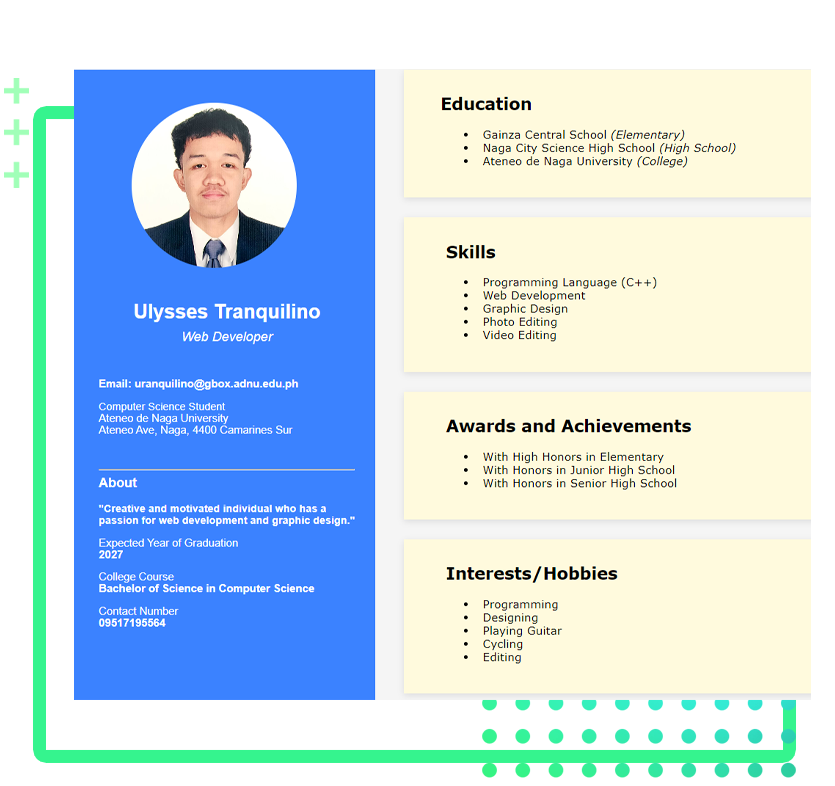 Ulysses Tranquilino
Web Developer
Email: uranquilino@gbox.adnu.edu.ph
Computer Science Student
Ateneo de Naga University
Ateneo Ave, Naga, 4400 Camarines Sur
About
"Creative and motivated individual who has a
passion for web development and graphic design."
Expected Year of Graduation
2027
College Course
Bachelor of Science in Computer Science
Contact Number
09517195564
Education
• Gainza Central School (Elementary)
• Naga City Science High School (High School)
• Ateneo de Naga University (College)
Skills
• Programming Language (C++)
• Web Development
• Graphic Design
• Photo Editing
• Video Editing
Awards and Achievements
• With High Honors in Elementary
• With Honors in Junior High School
• With Honors in Senior High School
Interests/Hobbies
• Programming
• Designing
• Playing Guitar
• Cycling
• Editing